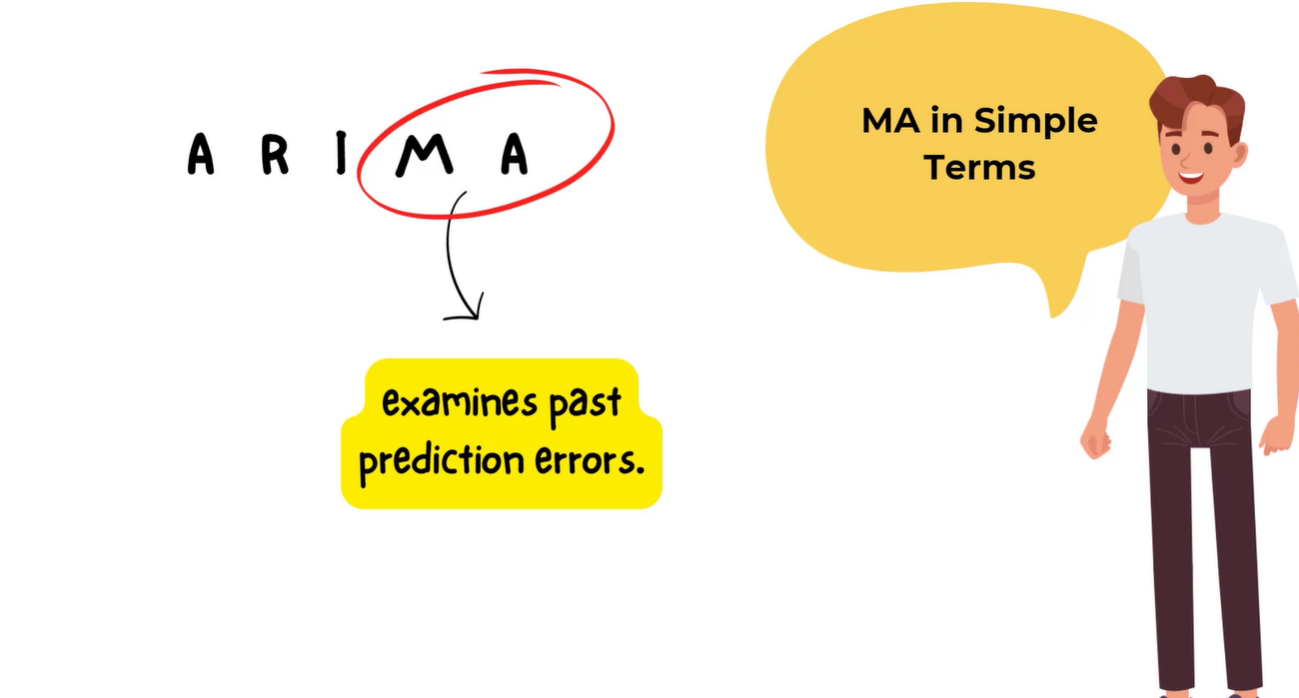 A R I M A
MA in Simple
Terms
examines past
prediction errors.